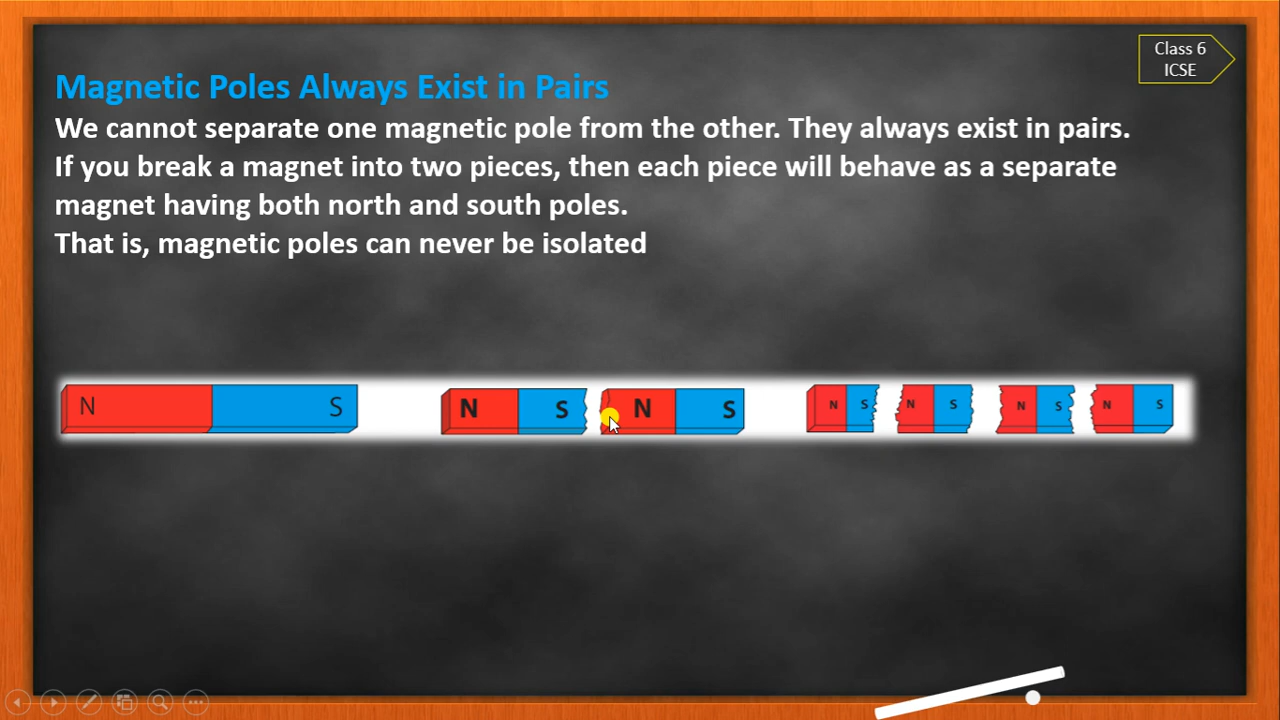 Class 6
ICSE
Magnetic Poles Always Exist in Pairs
We cannot separate one magnetic pole from the other. They always exist in pairs.
If you break a magnet into two pieces, then each piece will behave as a separate
magnet having both north and south poles.
That is, magnetic poles can never be isolated
N S N S N S N S N S N S N S